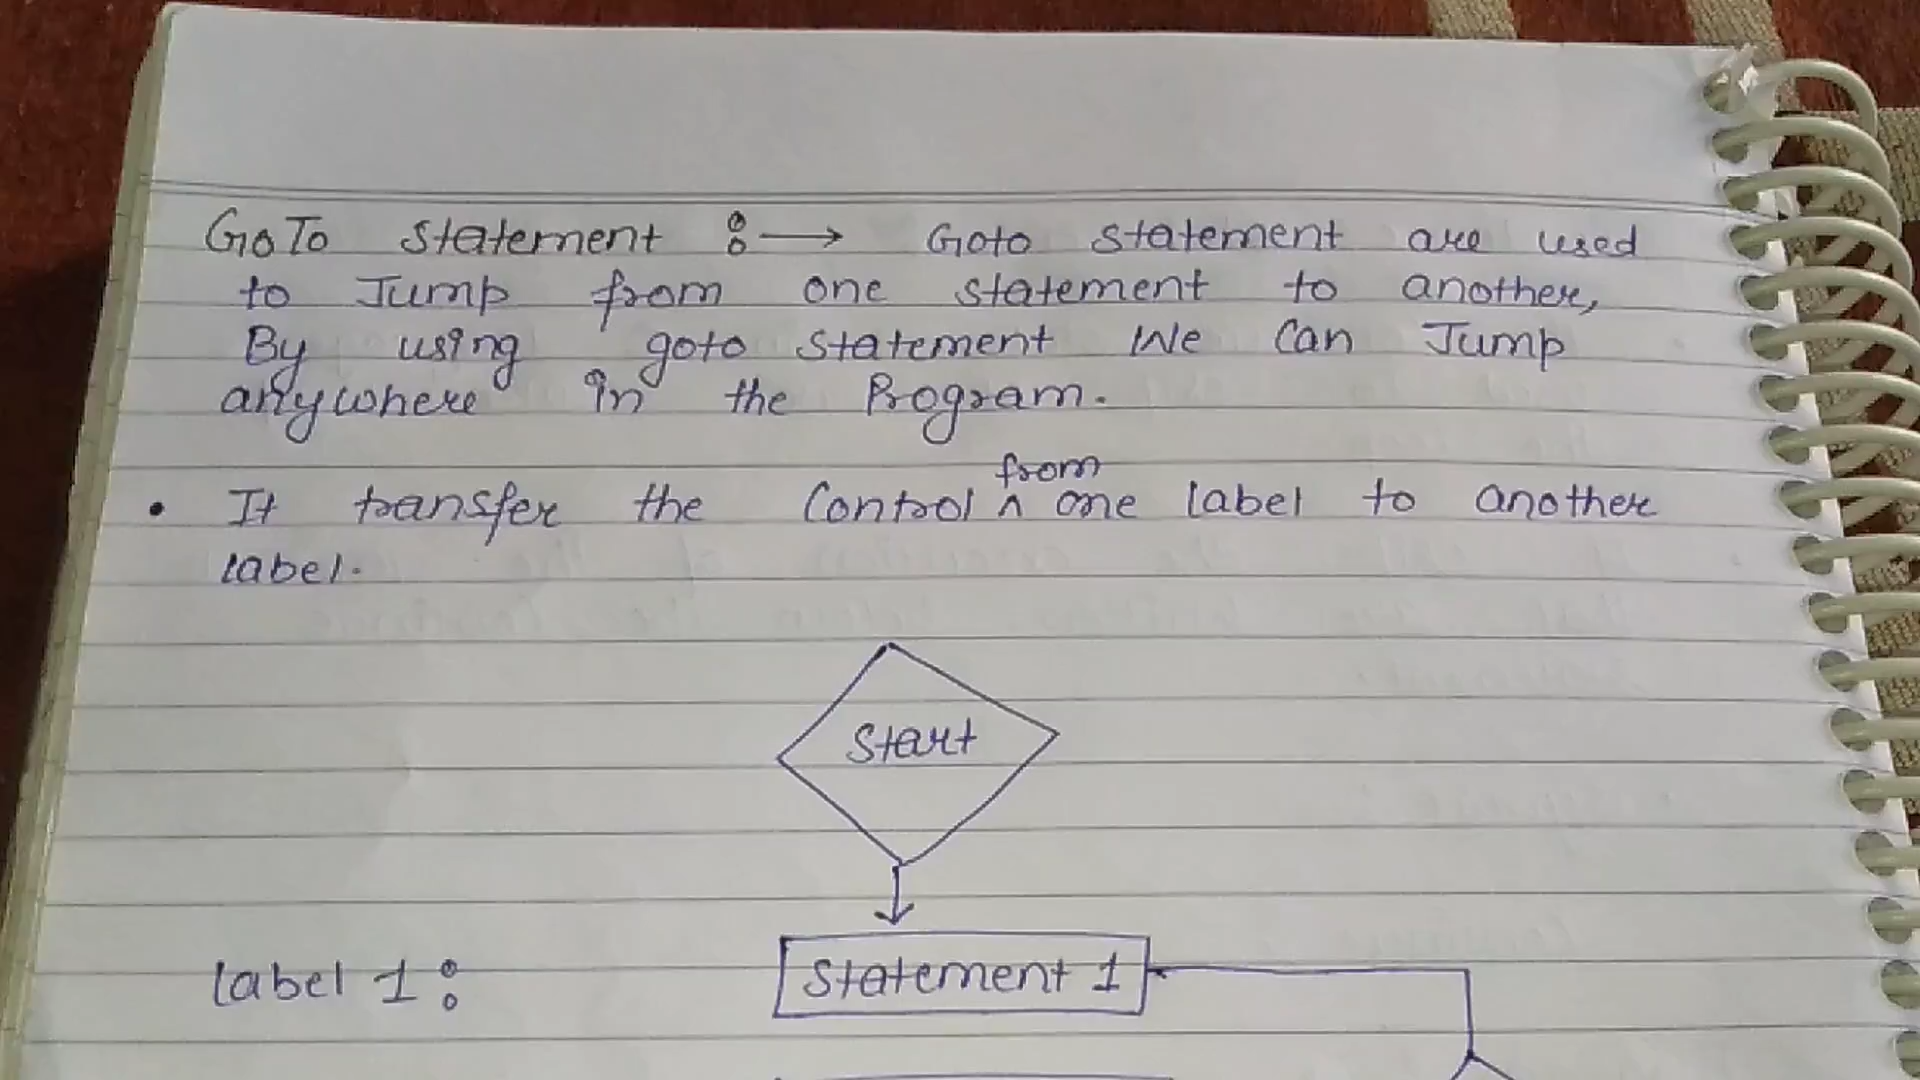 GOTO statement :→ Goto statement are used
to Jump from one statement to another,
By using goto statement We Can Jump
anywhere in the Program.
• It transfer the Control ^ from one label to another
label.
Start
label 1: Statement 1